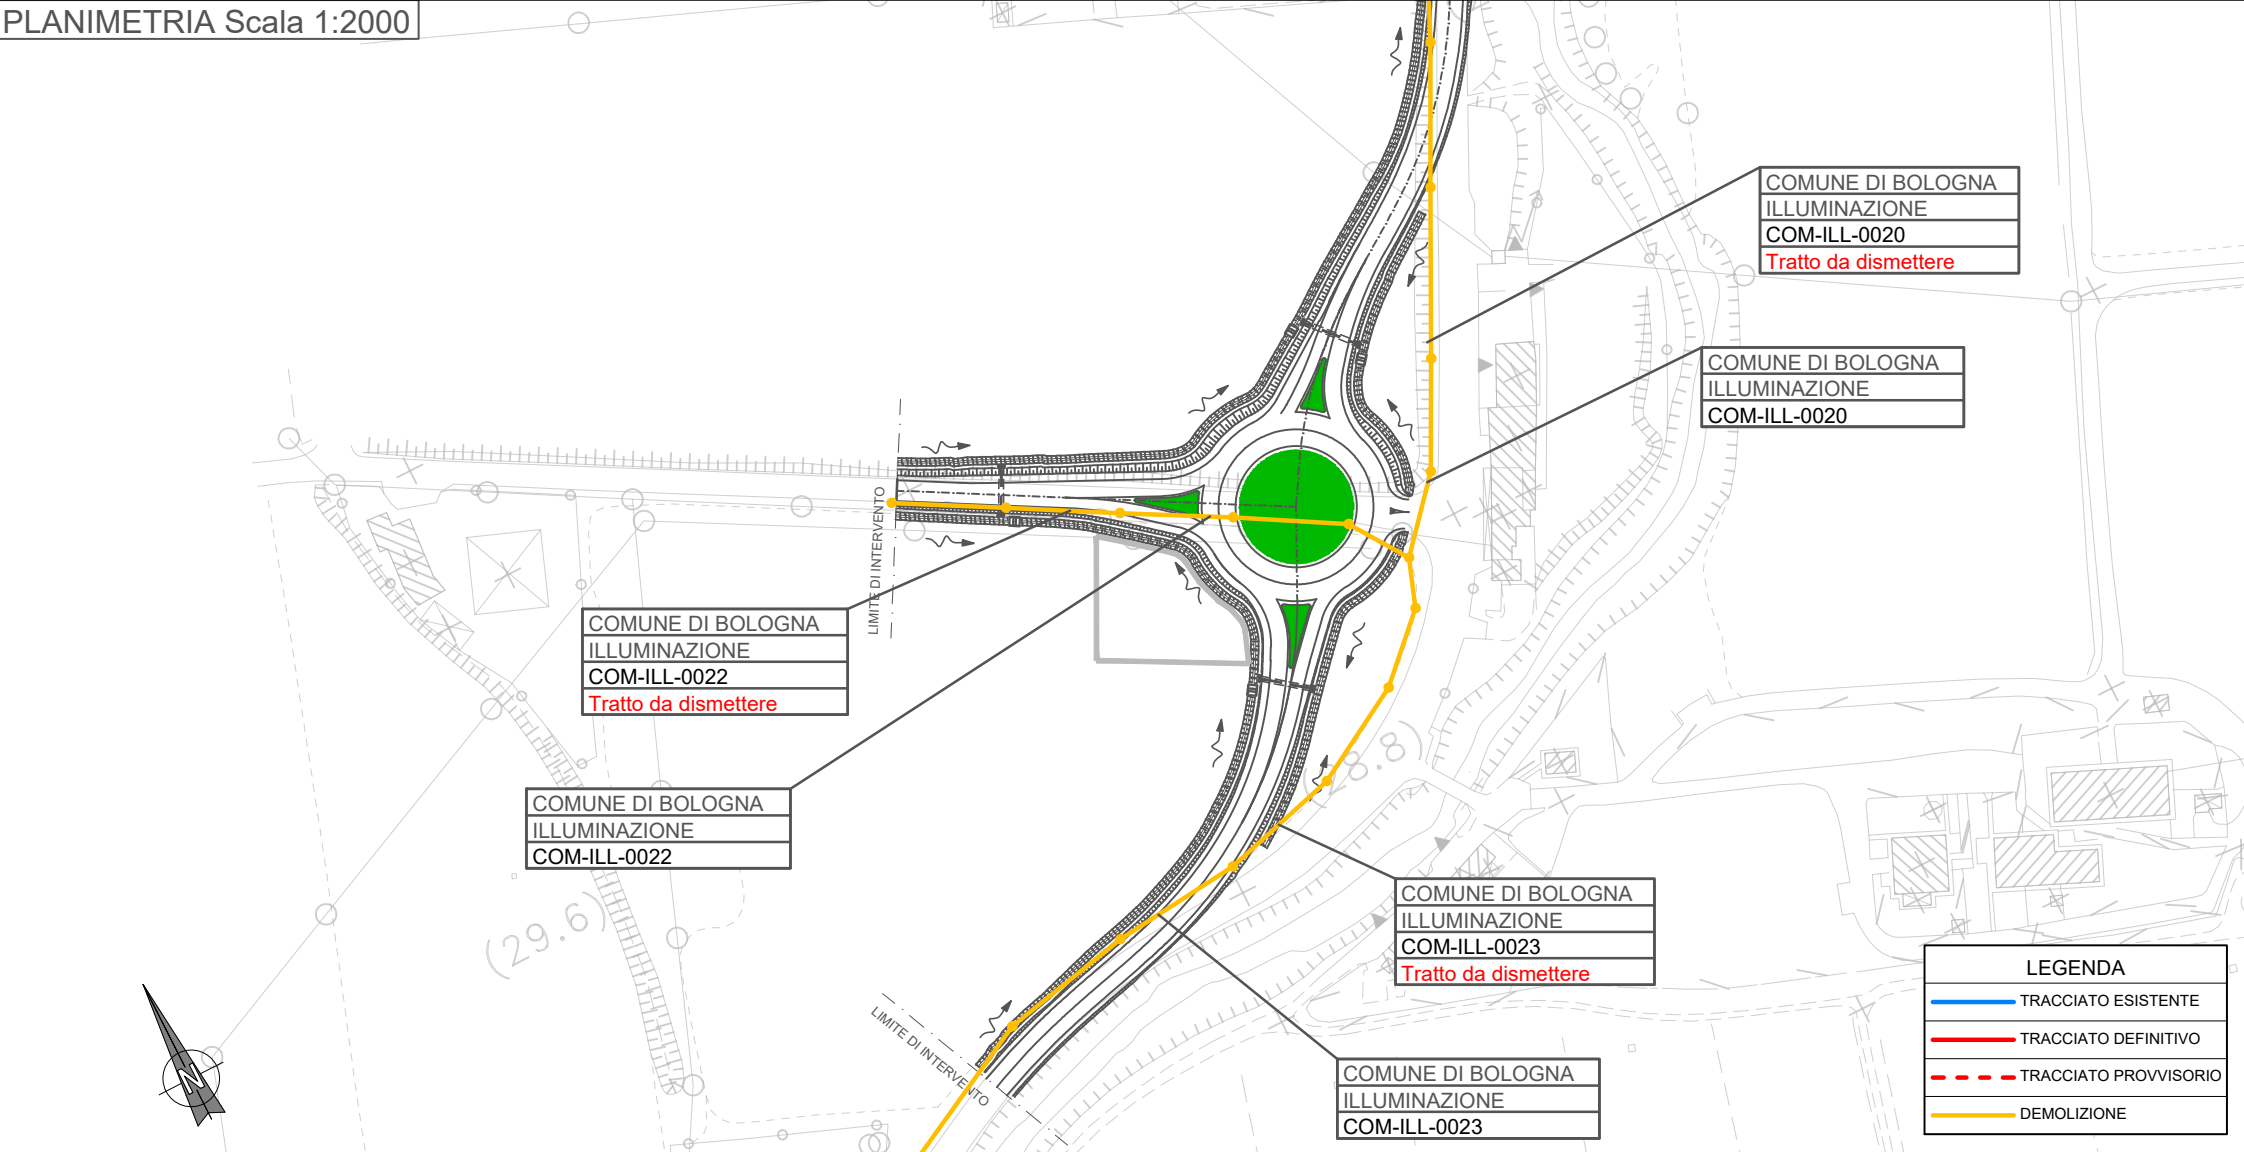 PLANIMETRIA Scala 1:2000
COMUNE DI BOLOGNA
ILLUMINAZIONE
COM-ILL-0020
Tratto da dismettere
COMUNE DI BOLOGNA
ILLUMINAZIONE
COM-ILL-0020
LIMITE DI INTERVENTO
COMUNE DI BOLOGNA
ILLUMINAZIONE
COM-ILL-0022
Tratto da dismettere
COMUNE DI BOLOGNA
ILLUMINAZIONE
COM-ILL-0022
(28.8)
(29.6)
COMUNE DI BOLOGNA
ILLUMINAZIONE
COM-ILL-0023
Tratto da dismettere
LIMITE DI INTERVENTO
COMUNE DI BOLOGNA
ILLUMINAZIONE
COM-ILL-0023
N
LEGENDA
TRACCIATO ESISTENTE
TRACCIATO DEFINITIVO
TRACCIATO PROVVISORIO
DEMOLIZIONE